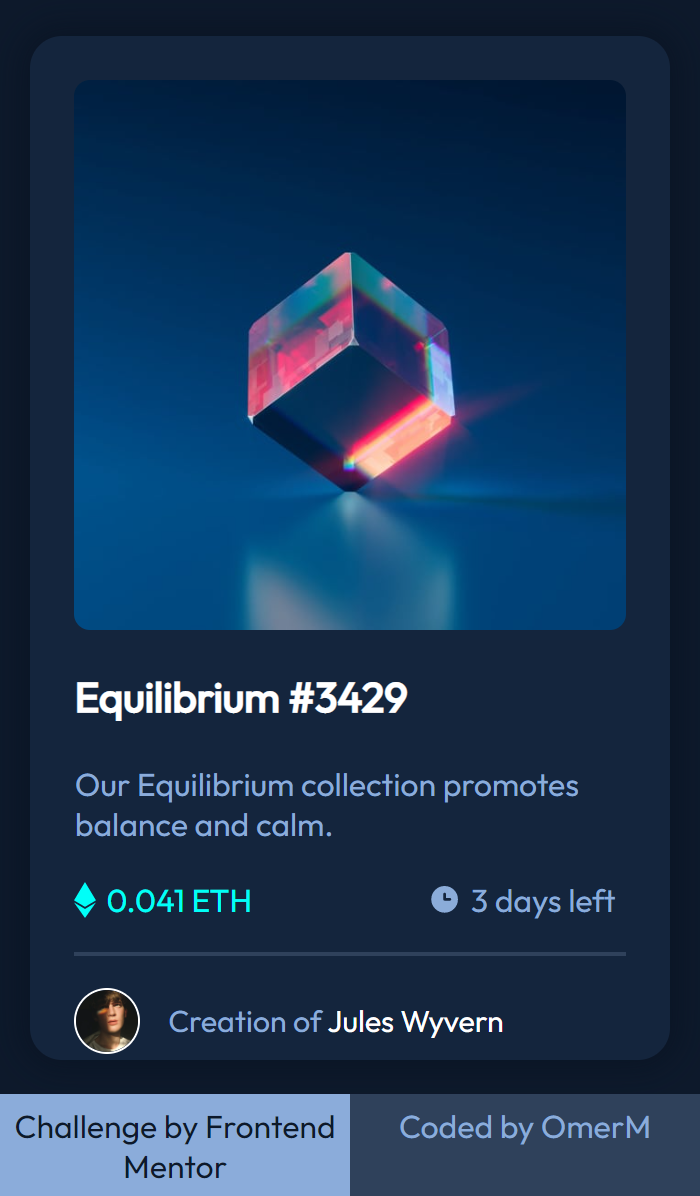 Equilibrium #3429
Our Equilibrium collection promotes
balance and calm.
0.041 ETH
3 days left
Creation of Jules Wyvern
Challenge by Frontend
Mentor
Coded by OmerM